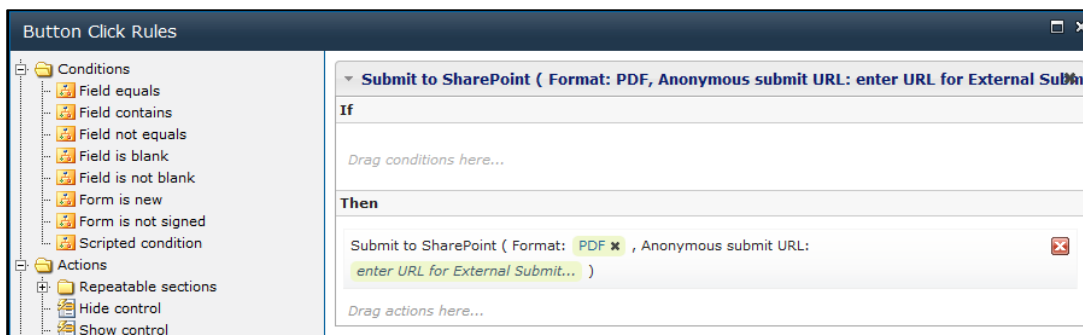 Button Click Rules
Conditions
Field equals
Field contains
Field not equals
Field is blank
Field is not blank
Form is new
Form is not signed
Scripted condition
Actions
Repeatable sections
Hide control
Show control
Submit to SharePoint ( Format: PDF, Anonymous submit URL: enter URL for External
If
Drag conditions here...
Then
Submit to SharePoint ( Format: PDF , Anonymous submit URL:
enter URL for External Submit... )
Drag actions here...